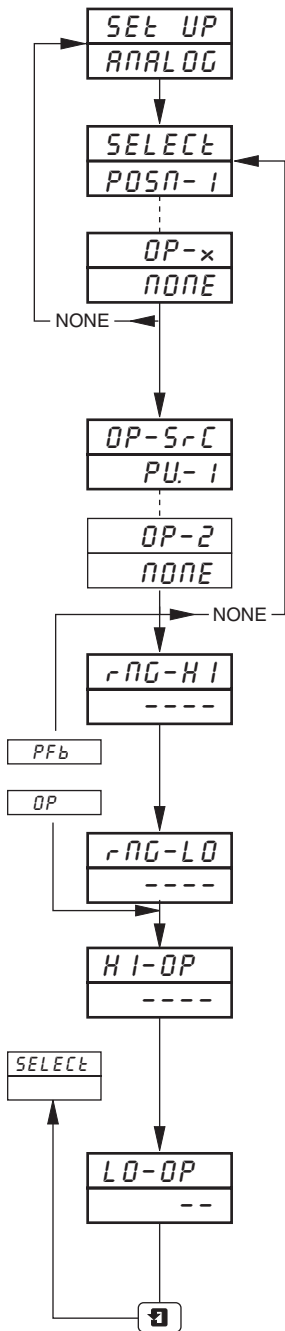 SEt UP
ANALOG
SELECt
POSN-1
OP-x
NONE
NONE
OP-SrC
PU.-1
OP-2
NONE
NONE
rNG-HI
----
PFb
OP
rNG-LO
----
HI-OP
----
SELECt
LO-OP
--